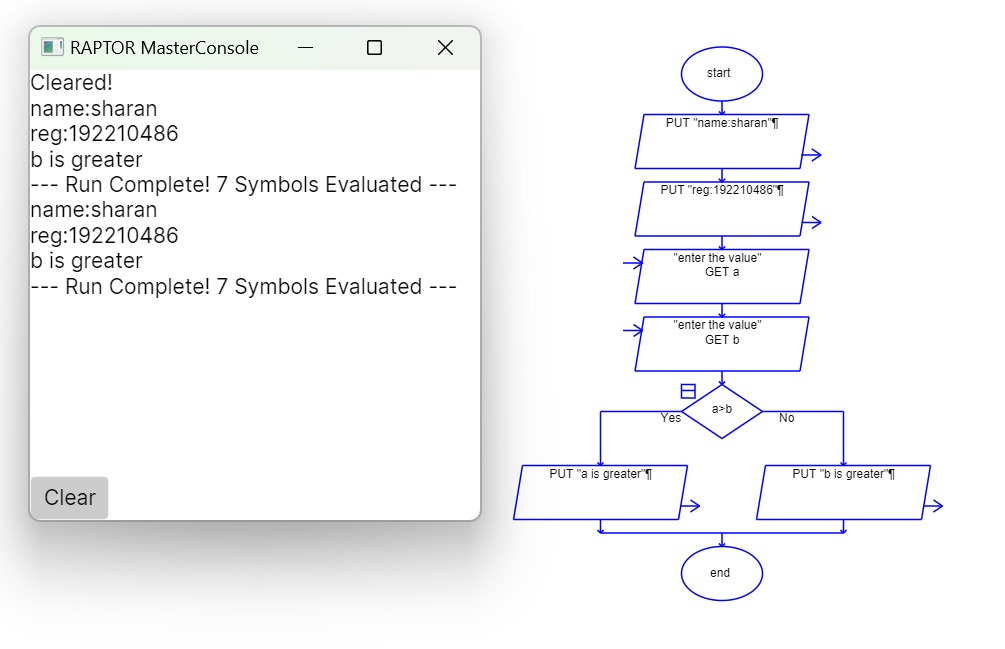 RAPTOR MasterConsole
Cleared!
name:sharan
reg:192210486
b is greater
--- Run Complete! 7 Symbols Evaluated ---
name:sharan
reg:192210486
b is greater
--- Run Complete! 7 Symbols Evaluated ---
Clear
start
PUT "name:sharan"¶
PUT "reg:192210486"¶
"enter the value"
GET a
"enter the value"
GET b
a>b
Yes
No
PUT "a is greater"¶
PUT "b is greater"¶
end